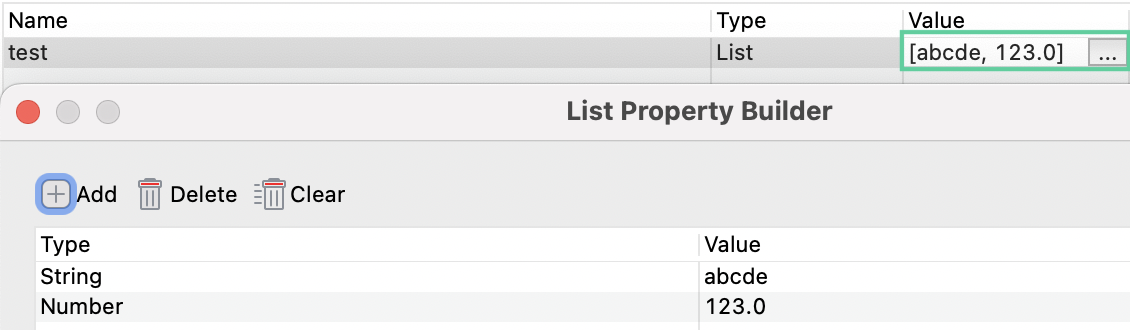 Name Type Value
test List [abcde, 123.0] ...
List Property Builder
Add Delete Clear
Type Value
String abcde
Number 123.0